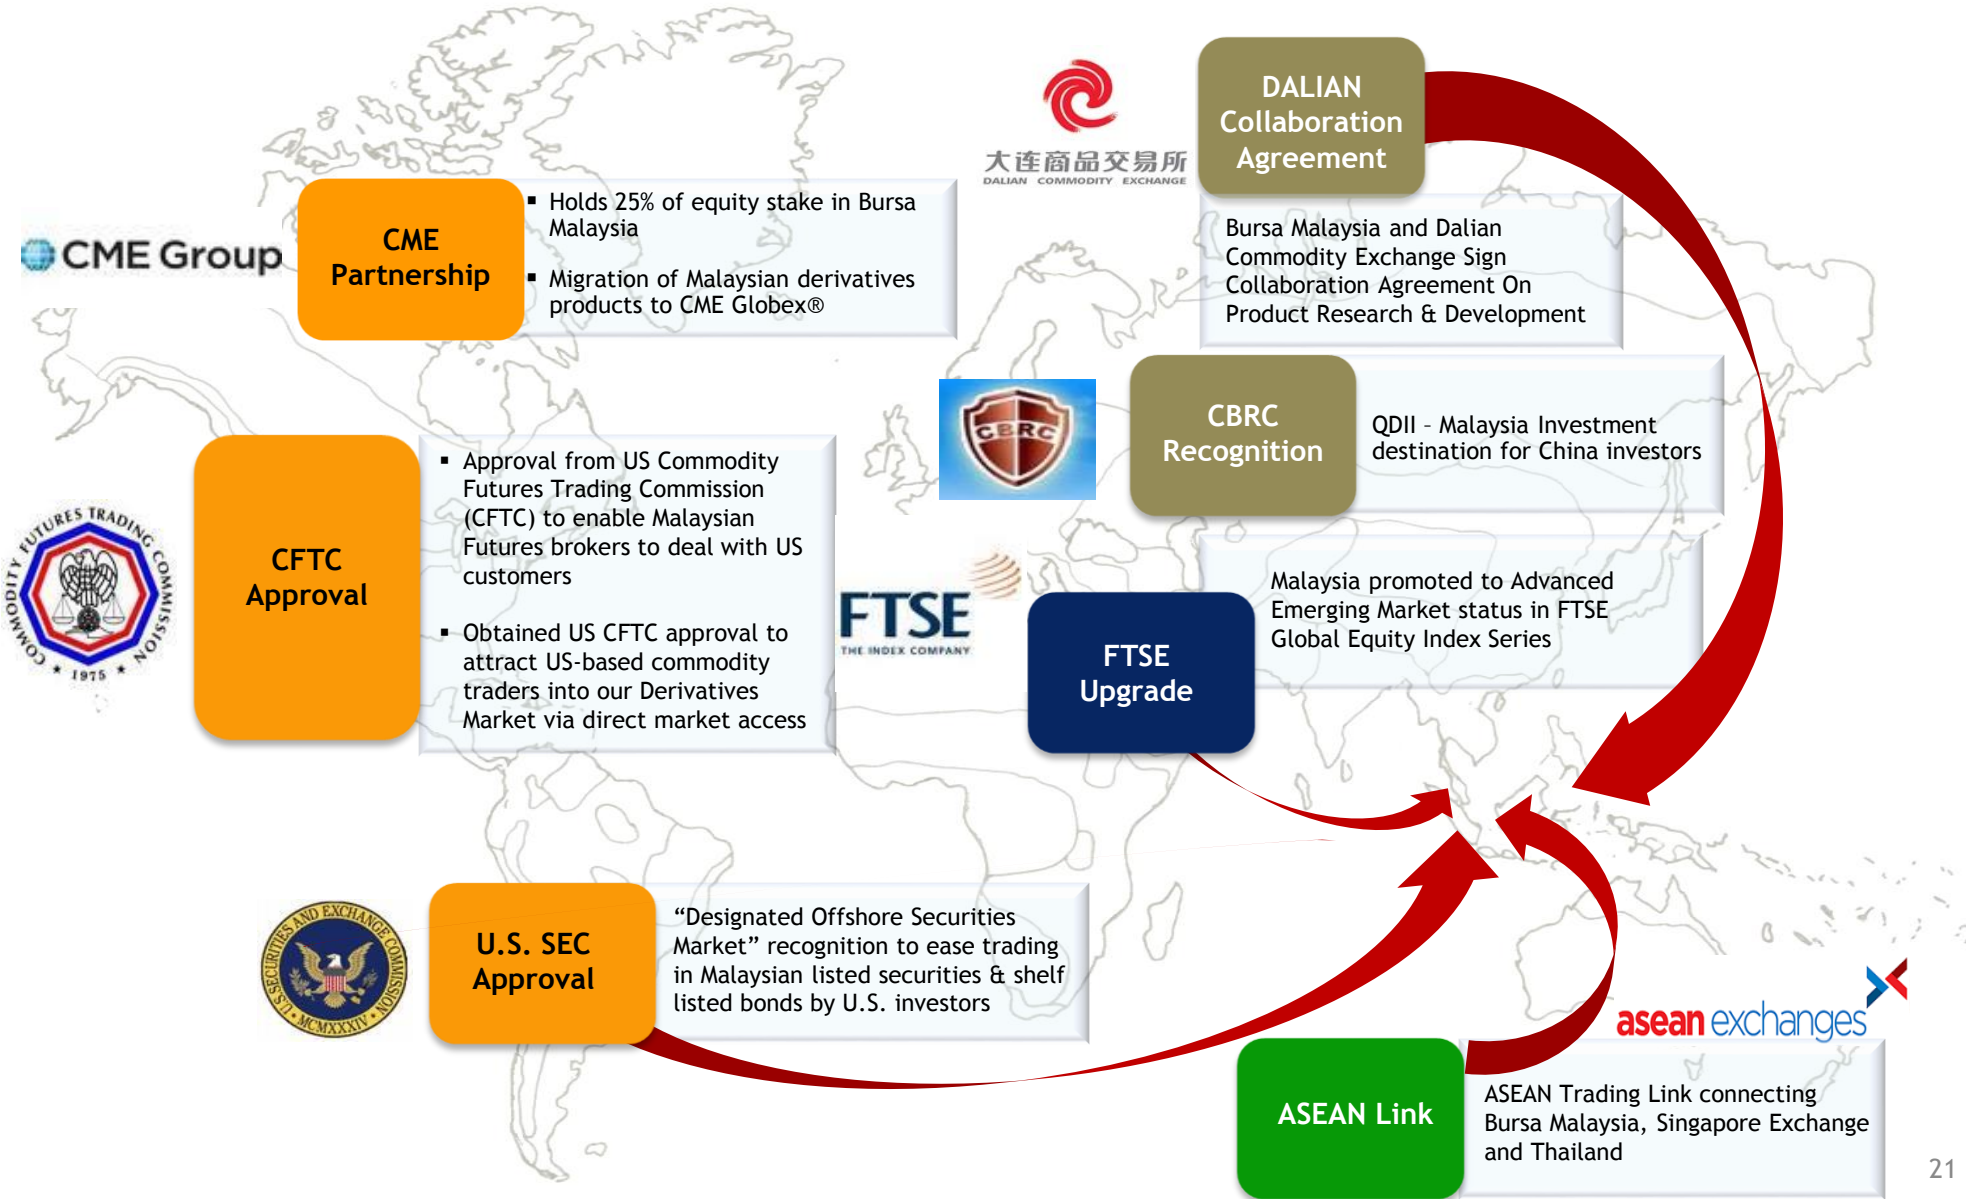 CME Group
CME
Partnership
▪ Holds 25% of equity stake in Bursa
Malaysia
▪ Migration of Malaysian derivatives
products to CME Globex®
大连商品交易所
DALIAN COMMODITY EXCHANGE
DALIAN
Collaboration
Agreement
Bursa Malaysia and Dalian
Commodity Exchange Sign
Collaboration Agreement On
Product Research & Development
CBRC
CBRC
Recognition
QDII – Malaysia Investment
destination for China investors
COMMODITY FUTURES TRADING COMMISSION
★ 1975 ★
CFTC
Approval
▪ Approval from US Commodity
Futures Trading Commission
(CFTC) to enable Malaysian
Futures brokers to deal with US
customers
▪ Obtained US CFTC approval to
attract US-based commodity
traders into our Derivatives
Market via direct market access
FTSE
THE INDEX COMPANY
FTSE
Upgrade
Malaysia promoted to Advanced
Emerging Market status in FTSE
Global Equity Index Series
U.S. SECURITIES AND EXCHANGE COMMISSION
MCMXXXIV
U.S. SEC
Approval
“Designated Offshore Securities
Market” recognition to ease trading
in Malaysian listed securities & shelf
listed bonds by U.S. investors
asean exchanges
ASEAN Link
ASEAN Trading Link connecting
Bursa Malaysia, Singapore Exchange
and Thailand
21